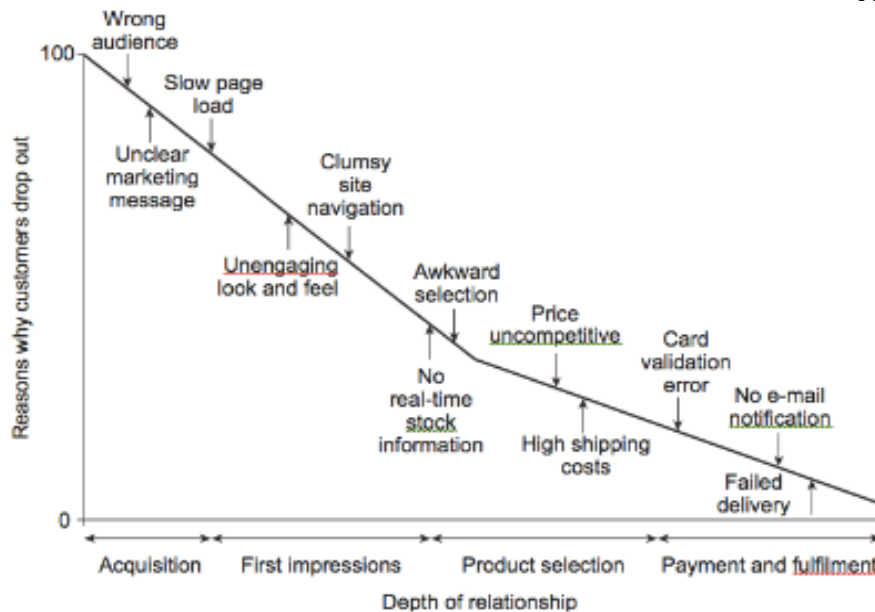 Wrong
audience
100
Slow page
load
Unclear
marketing
message
Clumsy
site
navigation
Unengaging
look and feel
Awkward
selection
Price
uncompetitive
Card
validation
error
No e-mail
notification
No
real-time
stock
information
High shipping
costs
Failed
delivery
Reasons why customers drop out
0
Acquisition
First impressions
Product selection
Payment and fulfilment
Depth of relationship